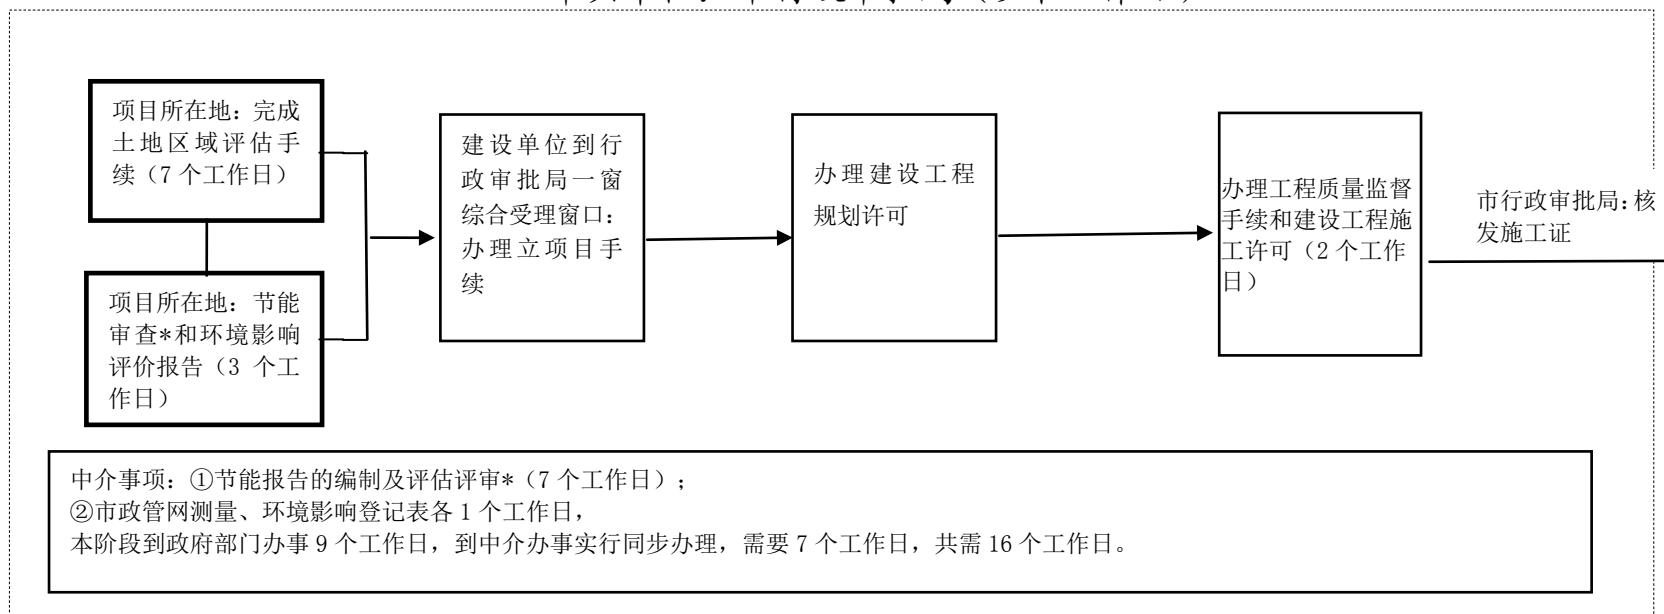 项目所在地：完成
土地区域评估手
续（7个工作日）
项目所在地：节能
审查*和环境影响
评价报告（3 个工
作日）
建设单位到行
政审批局一窗
综合受理窗口：
办理立项目手
续
办理建设工程
规划许可
办理工程质量监督
手续和建设工程施
工许可（2个工作
日）
市行政审批局：核
发施工证
中介事项：①节能报告的编制及评估评审*（7个工作日）；
②市政管网测量、环境影响登记表各1个工作日，
本阶段到政府部门办事9个工作日，到中介办事实行同步办理，需要7个工作日，共需16个工作日。